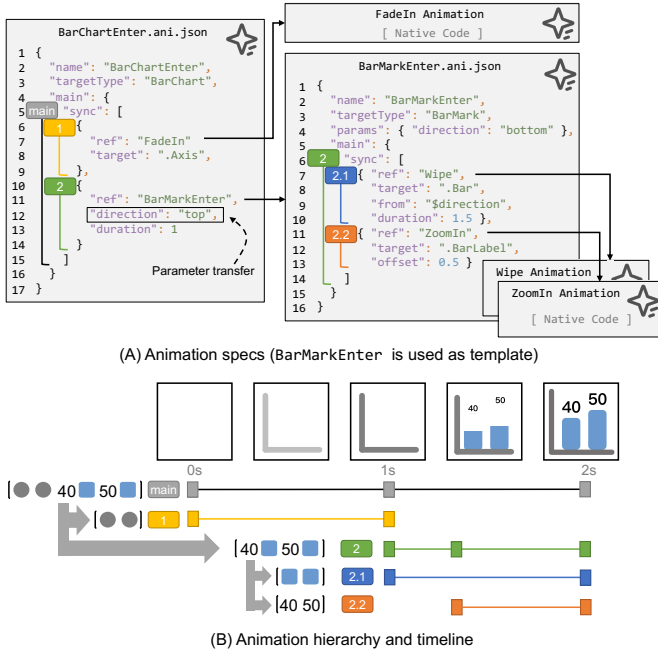 BarChartEnter.ani.json
1 {
2 "name": "BarChartEnter",
3 "targetType": "BarChart",
4 "main": {
5 main "sync": [
6 1 {
7 "ref": "FadeIn"
8 "target": ".Axis",
9 },
10 2 {
11 "ref": "BarMarkEnter",
12 "direction": "top",
13 "duration": 1
14 }
15 ]
16 }
17 }
Parameter transfer
FadeIn Animation
[ Native Code ]
BarMarkEnter.ani.json
1 {
2 "name": "BarMarkEnter",
3 "targetType": "BarMark",
4 "params": { "direction": "bottom" },
5 "main": {
6 2 "sync": [
7 2.1 { "ref": "Wipe",
8 "target": ".Bar",
9 "from": "$direction",
10 "duration": 1.5 },
11 2.2 { "ref": "ZoomIn",
12 "target": ".BarLabel",
13 "offset": 0.5 }
14 ]
15 }
16 }
Wipe Animation
ZoomIn Animation
[ Native Code ]
(A) Animation specs (BarMarkEnter is used as template)
40 50
40 50
0s 1s 2s
[ 40 50 ] main
[ ] 1
[ 40 50 ] 2
[ ] 2.1
[ 40 50 ] 2.2
(B) Animation hierarchy and timeline